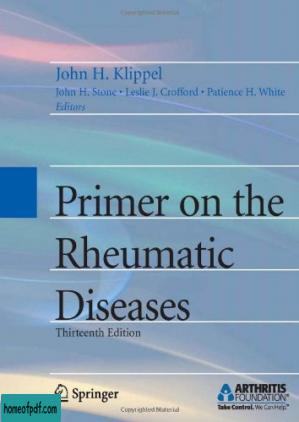 John H. Klippel
John H. Stone • Leslie J. Crofford • Patience H. White
Editors
Primer on the
Rheumatic
Diseases
Thirteenth Edition
Springer
ARTHRITIS
FOUNDATION®
Take Control. We Can Help.™
homeofpdf.com